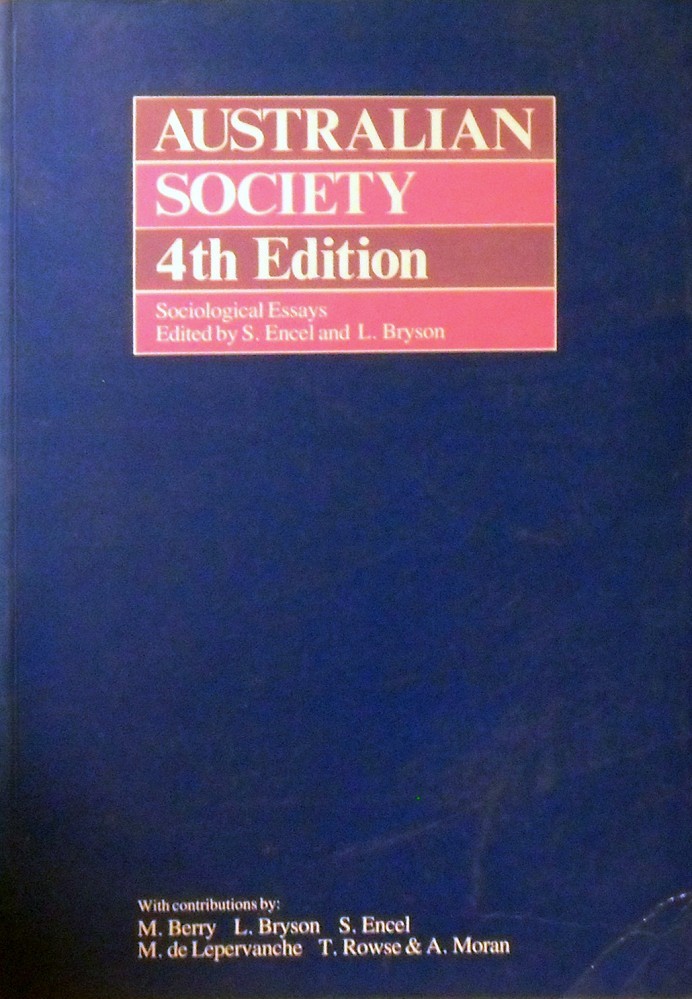 AUSTRALIAN
SOCIETY
4th Edition
Sociological Essays
Edited by S. Encel and L. Bryson
With contributions by:
M. Berry L. Bryson S. Encel
M. de Lepervanche T. Rowse & A. Moran